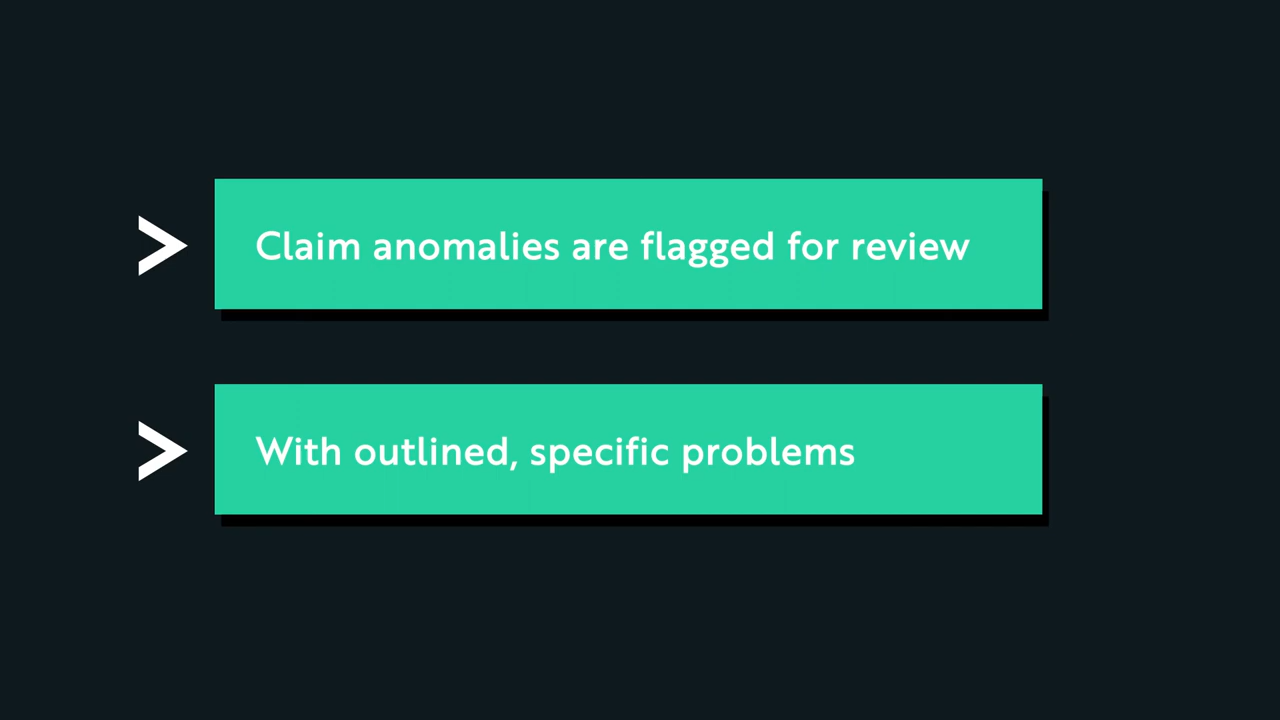 Claim anomalies are flagged for review
With outlined, specific problems